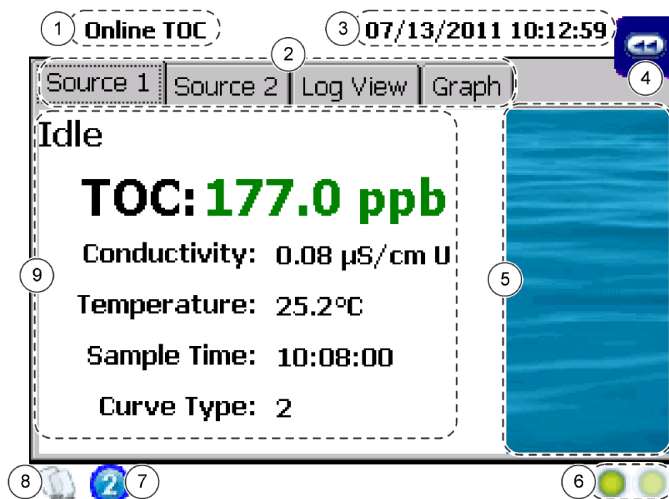 1 Online TOC 3 07/13/2011 10:12:59
2
4
Source 1 Source 2 Log View Graph
Idle
TOC: 177.0 ppb
Conductivity: 0.08 µS/cm U
9
5
Temperature: 25.2°C
Sample Time: 10:08:00
Curve Type: 2
8 2 7 6